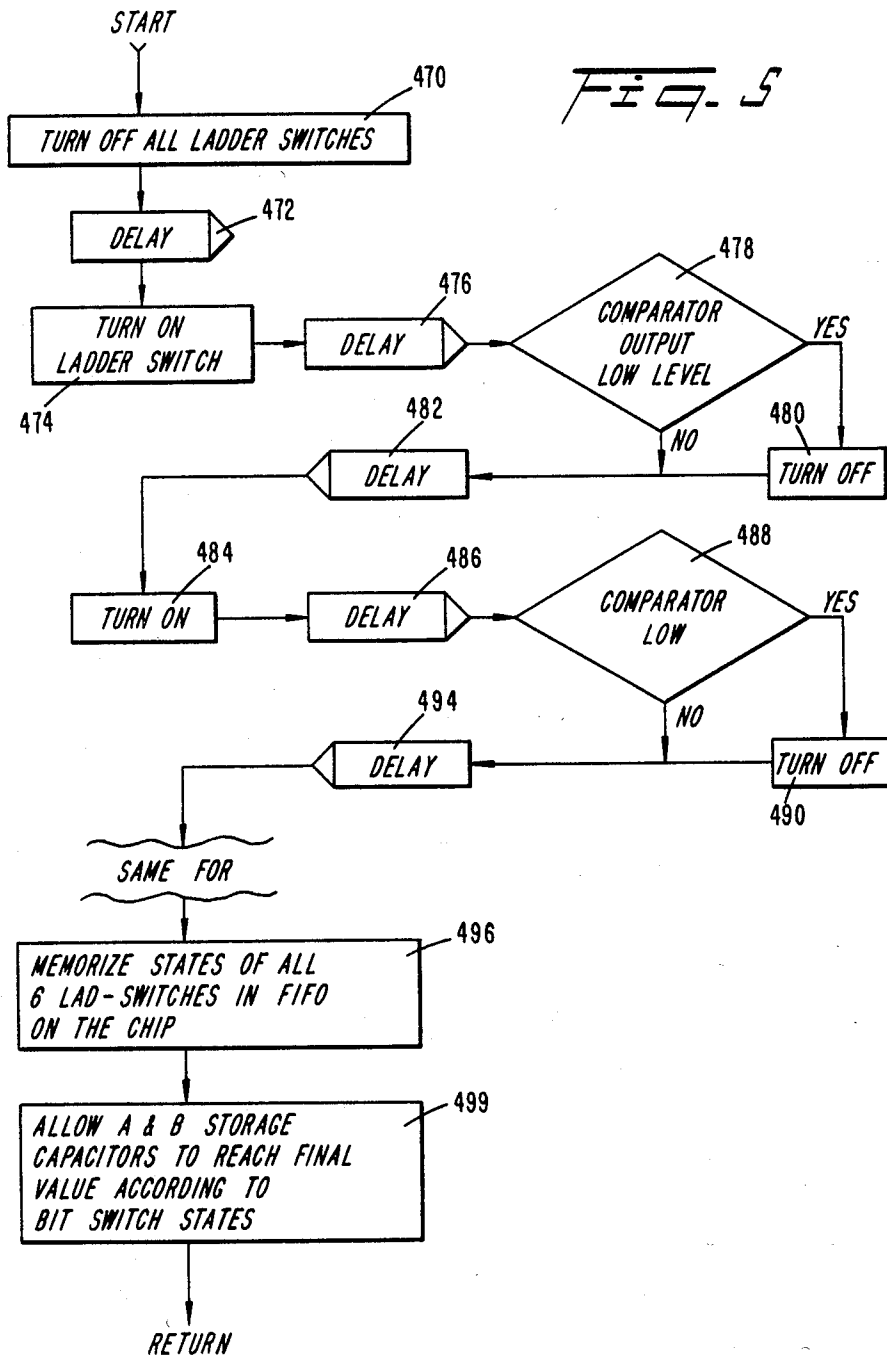 START
Fig. 5
470
TURN OFF ALL LADDER SWITCHES
472
DELAY
478
476
TURN ON
LADDER SWITCH
474
DELAY
COMPARATOR
OUTPUT
LOW LEVEL
YES
NO
482
DELAY
480
TURN OFF
484
TURN ON
486
DELAY
488
COMPARATOR
LOW
YES
NO
494
DELAY
TURN OFF
490
SAME FOR
496
MEMORIZE STATES OF ALL
6 LAD-SWITCHES IN FIFO
ON THE CHIP
499
ALLOW A & B STORAGE
CAPACITORS TO REACH FINAL
VALUE ACCORDING TO
BIT SWITCH STATES
RETURN